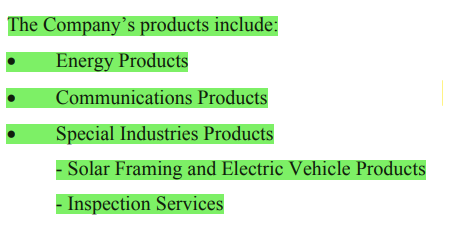 The Company’s products include:
• Energy Products
• Communications Products
• Special Industries Products
- Solar Framing and Electric Vehicle Products
- Inspection Services